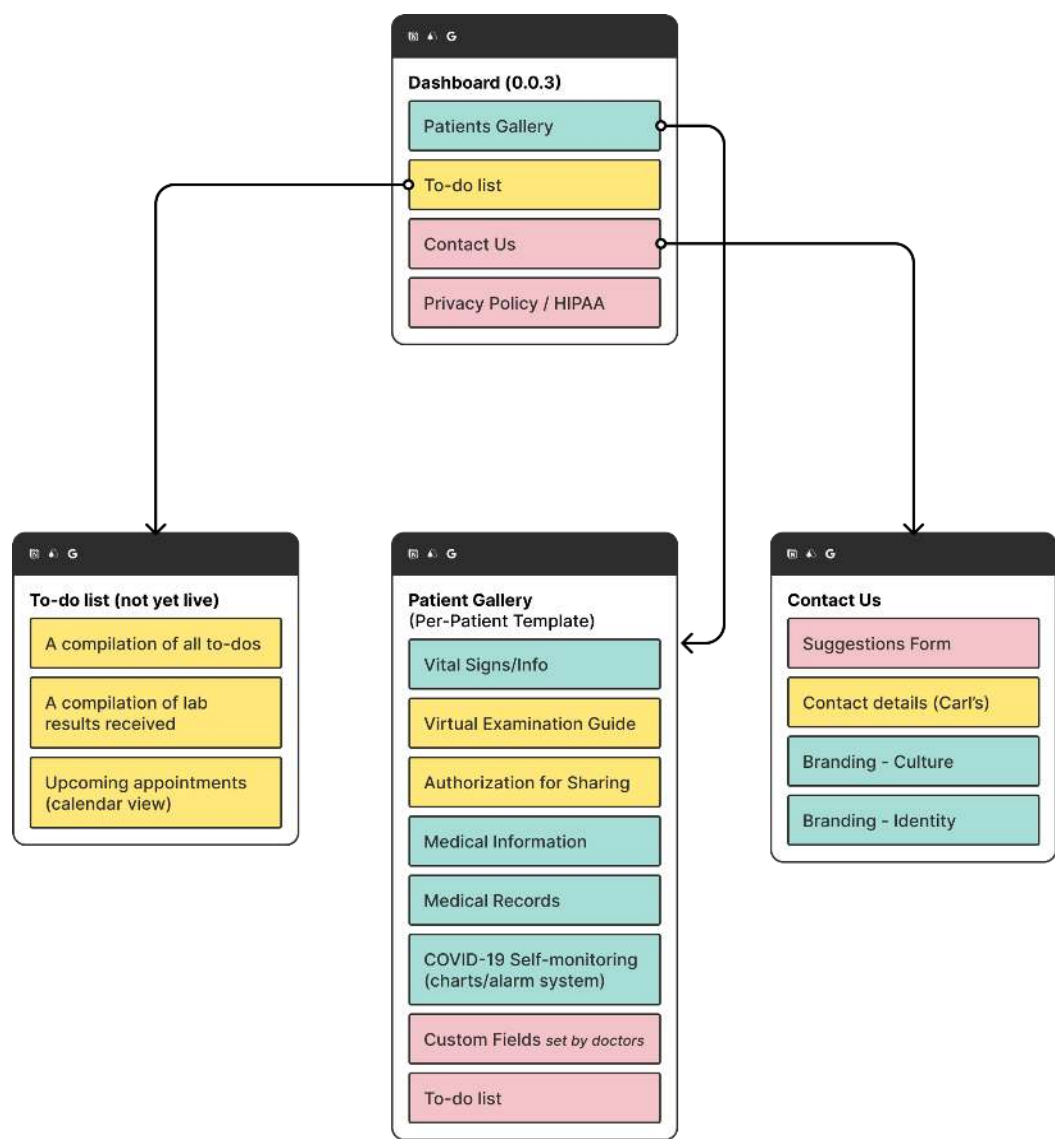 G
Dashboard (0.0.3)
Patients Gallery
To-do list
Contact Us
Privacy Policy / HIPAA
G
To-do list (not yet live)
A compilation of all to-dos
A compilation of lab
results received
Upcoming appointments
(calendar view)
G
Patient Gallery
(Per-Patient Template)
Vital Signs/Info
Virtual Examination Guide
Authorization for Sharing
Medical Information
Medical Records
COVID-19 Self-monitoring
(charts/alarm system)
Custom Fields set by doctors
To-do list
G
Contact Us
Suggestions Form
Contact details (Carl's)
Branding - Culture
Branding - Identity